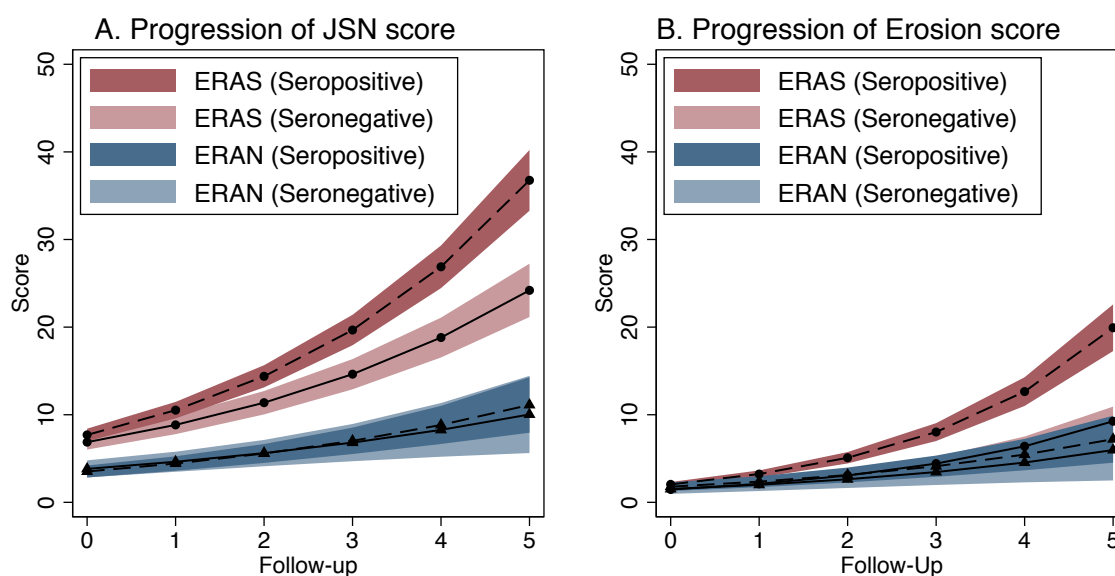 A. Progression of JSN score
50
40
30
20
10
0
Score
ERAS (Seropositive)
ERAS (Seronegative)
ERAN (Seropositive)
ERAN (Seronegative)
0 1 2 3 4 5
Follow-up
B. Progression of Erosion score
50
40
30
20
10
0
Score
ERAS (Seropositive)
ERAS (Seronegative)
ERAN (Seropositive)
ERAN (Seronegative)
0 1 2 3 4 5
Follow-Up